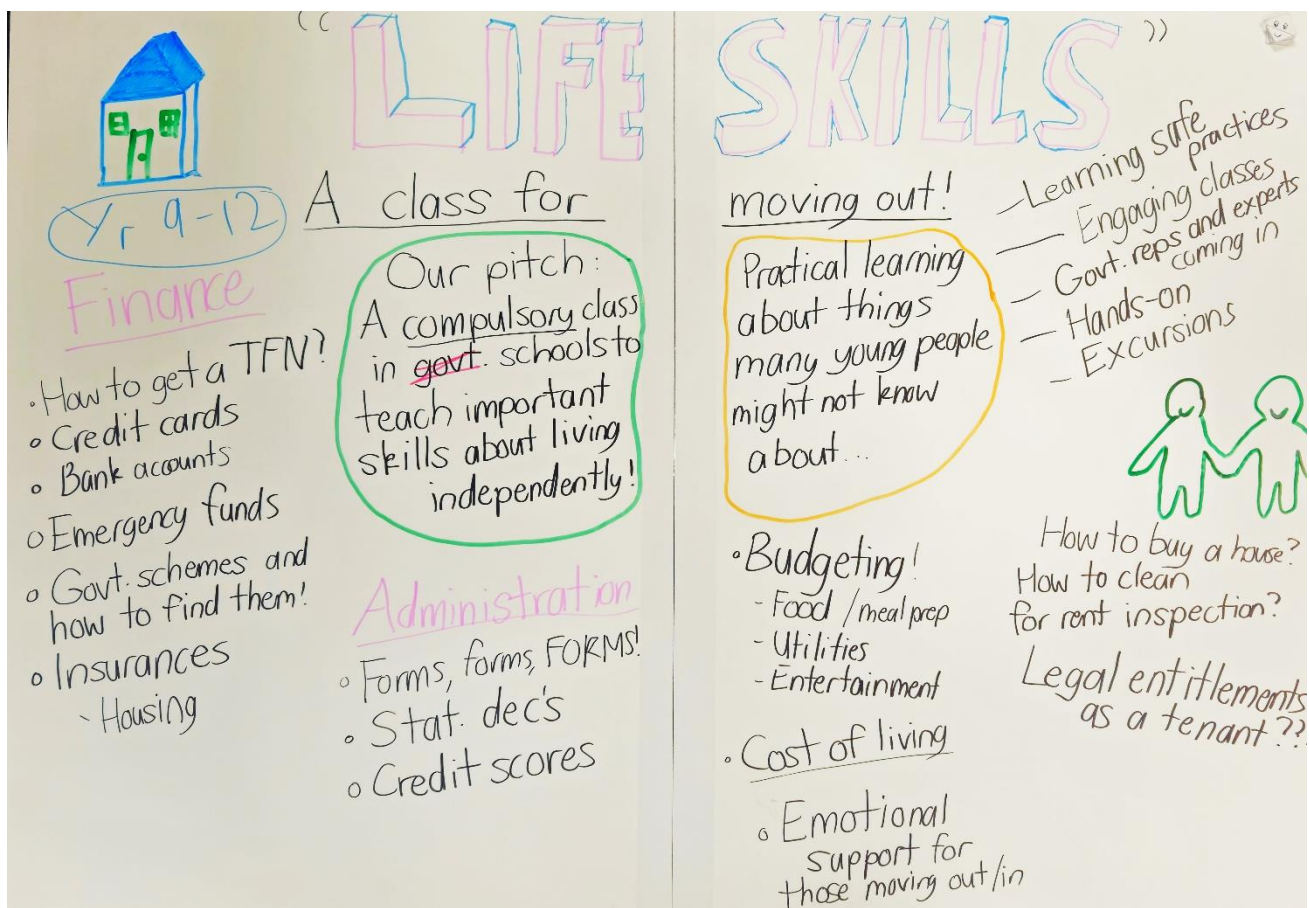 (( LIFE SKILLS ))
A class for moving out!
Yr 9-12
Finance
• How to get a TFN?
• Credit cards
• Bank accounts
• Emergency funds
• Govt. schemes and
how to find them!
• Insurances
- Housing
Our pitch:
A compulsory class
in govt. schools to
teach important
skills about living
independently!
Administration
• Forms, forms, FORMS!
• Stat. dec's
• Credit scores
Practical learning
about things
many young people
might not know
about...
- Learning safe
practices
- Engaging classes
- Govt. reps and experts
coming in
- Hands-on
- Excursions
• Budgeting!
- Food / meal prep
- Utilities
- Entertainment
• Cost of living
• Emotional
support for
those moving out/in
How to buy a house?
How to clean
for rent inspection?
Legal entitlements
as a tenant??